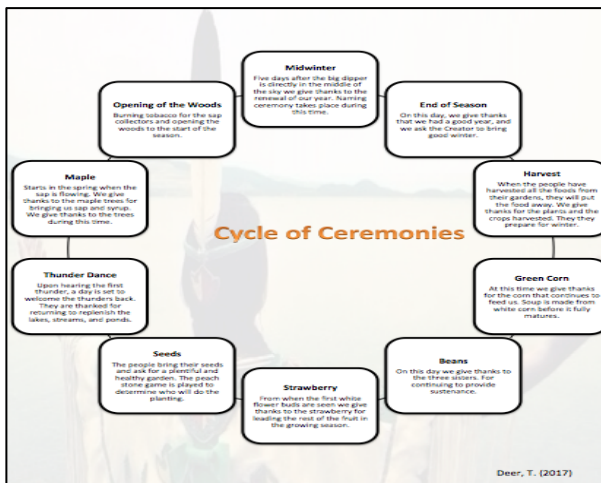 Midwinter
Five days after the big dipper
is directly in the middle of
the sky we give thanks to the
renewal of our year. Naming
ceremony takes place during
this time.
End of Season
On this day, we give thanks
that we had a good year, and
we ask the Creator to bring
good winter.
Harvest
When the people have
harvested all the foods from
their gardens, they will put
the food away. We give
thanks for the plants and the
crops harvested. They they
prepare for winter.
Green Corn
At this time we give thanks
for the corn that continues to
feed us. Soup is made from
white corn before it fully
matures.
Beans
On this day we give thanks to
the three sisters. For
continuing to provide
sustenance.
Strawberry
From when the first white
flower buds are seen we give
thanks to the strawberry for
leading the rest of the fruit in
the growing season.
Seeds
The people bring their seeds
and ask for a plentiful and
healthy garden. The peach
stone game is played to
determine who will do the
planting.
Thunder Dance
Upon hearing the first
thunder, a day is set to
welcome the thunders back.
They are thanked for
returning to replenish the
lakes, streams, and ponds.
Maple
Starts in the spring when the
sap is flowing. We give
thanks to the maple trees for
bringing us sap and syrup.
We give thanks to the trees
during this time.
Opening of the Woods
Burning tobacco for the sap
collectors and opening the
woods to the start of the
season.
Cycle of Ceremonies
Deer, T. (2017)